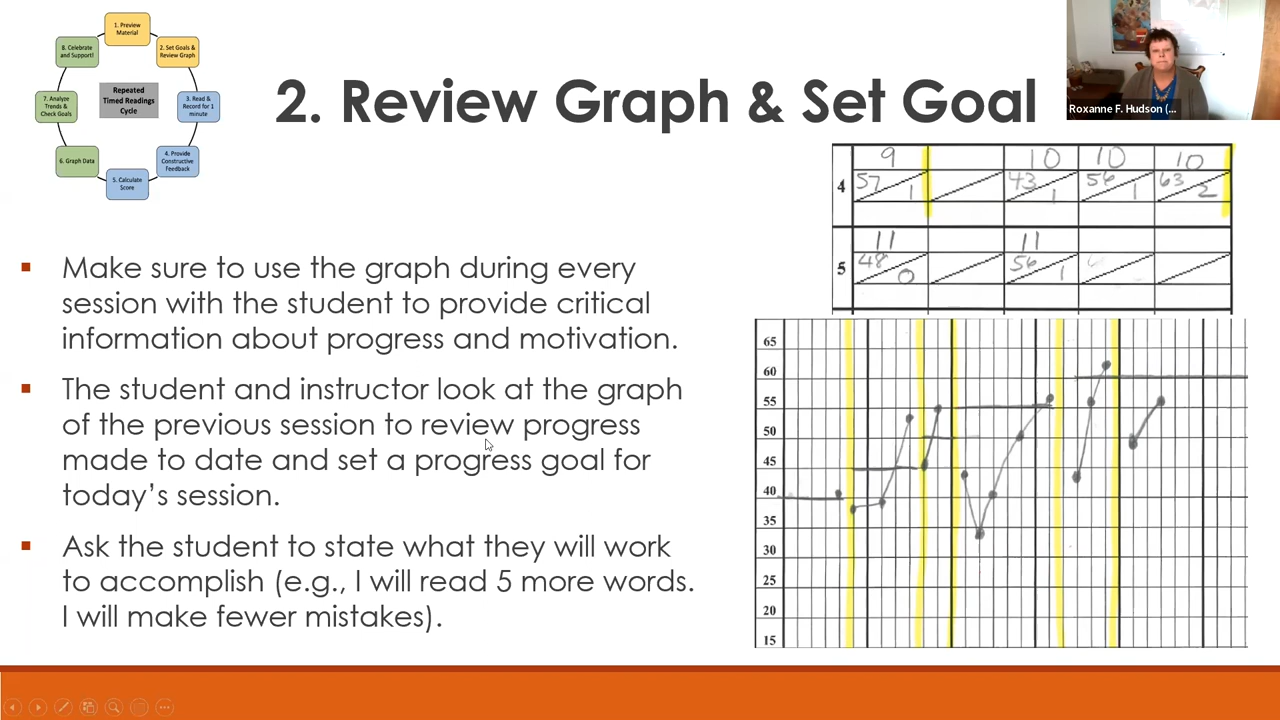 1. Preview
Material
2. Set Goals &
Review Graph
3. Read &
Record for 1
minute
4. Provide
Constructive
Feedback
5. Calculate
Score
6. Graph Data
7. Analyze
Trends &
Check Goals
8. Celebrate
and Support!
Repeated
Timed Readings
Cycle
2. Review Graph & Set Goal
Roxanne F. Hudson (...
Make sure to use the graph during every
session with the student to provide critical
information about progress and motivation.
The student and instructor look at the graph
of the previous session to review progress
made to date and set a progress goal for
today's session.
Ask the student to state what they will work
to accomplish (e.g., I will read 5 more words.
I will make fewer mistakes).
9 10 10 10
4 57 1 43 1 56 1 63 2
11 11
5 48 0 56 1
65
60
55
50
45
40
35
30
25
20
15